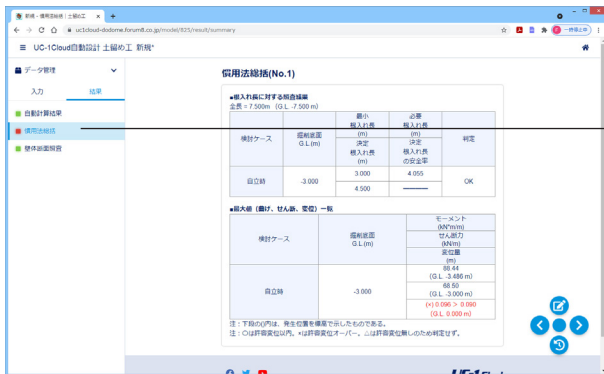 新規 - 慣用法総括 | 土留め工
uc1cloud-dodome.forum8.co.jp/model/825/result/summary
UC-1Cloud自動設計 土留め工 新規*
データ管理
入力
結果
自動計算結果
慣用法総括
壁体断面照査
慣用法総括(No.1)
●根入れ長に対する照査結果
全長 = 7.500m (G.L. -7.500 m)
検討ケース
掘削底面
G.L.(m)
最小
根入れ長
(m)
必要
根入れ長
(m)
判定
決定
根入れ長
(m)
決定
根入れ長
の安全率
自立時
-3.000
3.000
4.055
OK
4.500
●最大値（曲げ、せん断、変位）一覧
検討ケース
掘削底面
G.L.(m)
モーメント
(kN*m/m)
せん断力
(kN/m)
変位量
(m)
自立時
-3.000
88.44
(G.L. -3.486 m)
68.50
(G.L. -3.000 m)
(×) 0.096 > 0.090
(G.L. 0.000 m)
注：下段の()内は、発生位置を標高で示したものである。
注：○は許容変位以内、×は許容変位オーバー、△は許容変位無しのため判定せず。